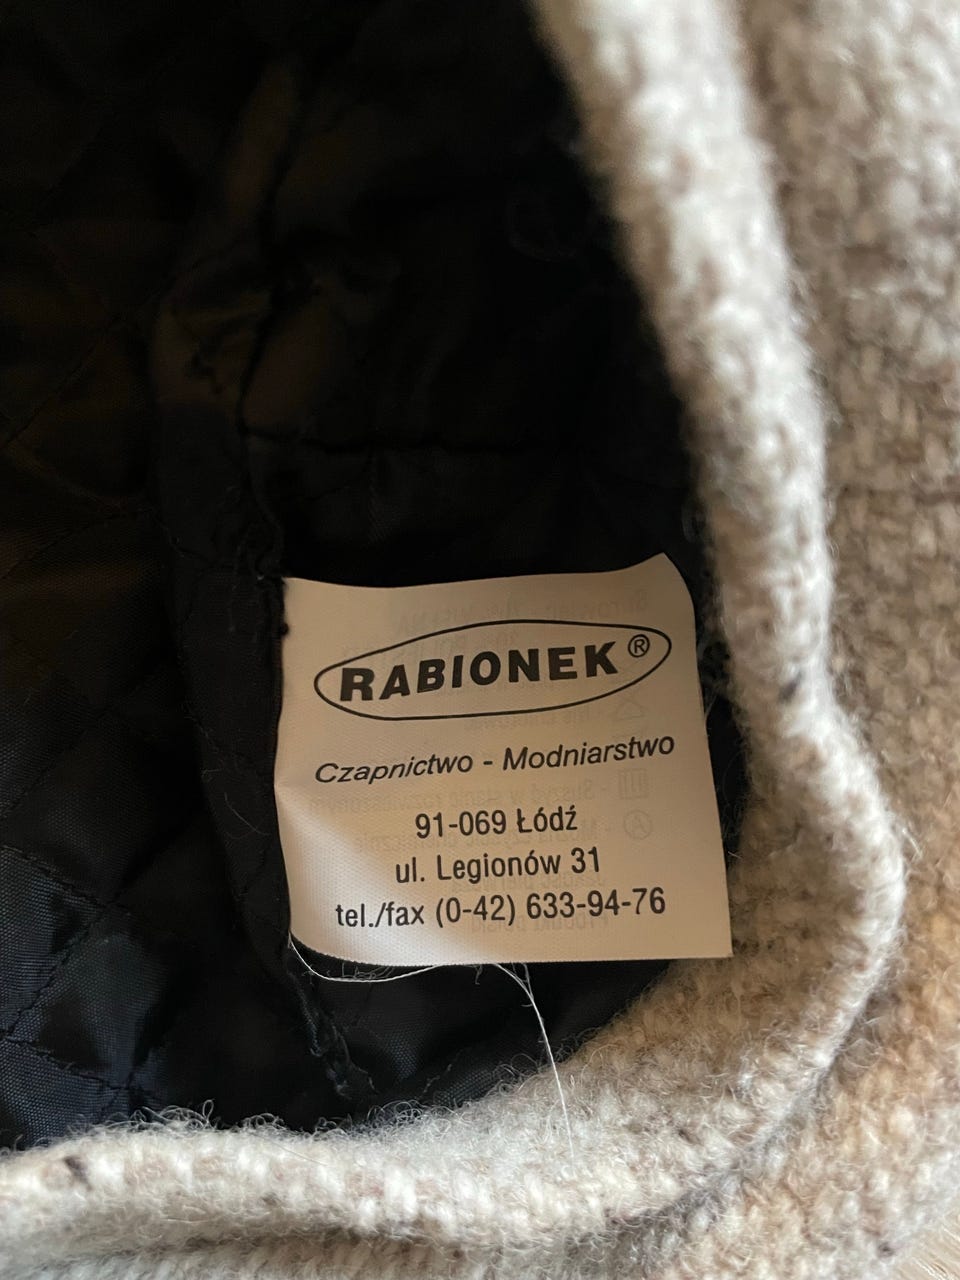 RABIONEK®
Czapnictwo - Modniarstwo
91-069 Łódź
ul. Legionów 31
tel./fax (0-42) 633-94-76